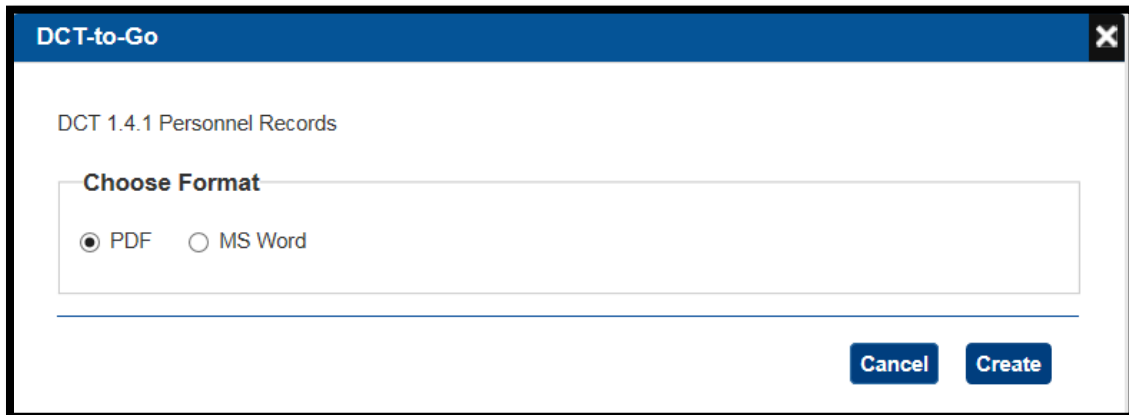 DCT-to-Go
DCT 1.4.1 Personnel Records
Choose Format
PDF MS Word
Cancel Create